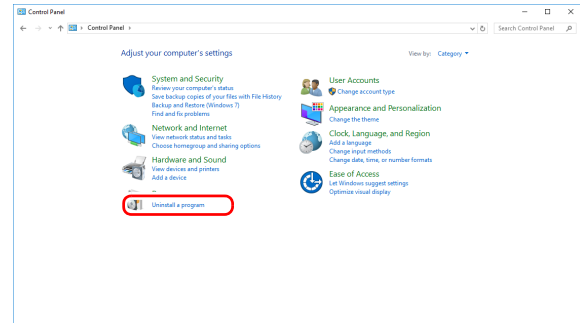 Control Panel
Control Panel
Search Control Panel
Adjust your computer's settings
View by: Category
System and Security
Review your computer's status
Save backup copies of your files with File History
Backup and Restore (Windows 7)
Find and fix problems
Network and Internet
View network status and tasks
Choose homegroup and sharing options
Hardware and Sound
View devices and printers
Add a device
Uninstall a program
User Accounts
Change account type
Appearance and Personalization
Change the theme
Clock, Language, and Region
Add a language
Change input methods
Change date, time, or number formats
Ease of Access
Let Windows suggest settings
Optimize visual display